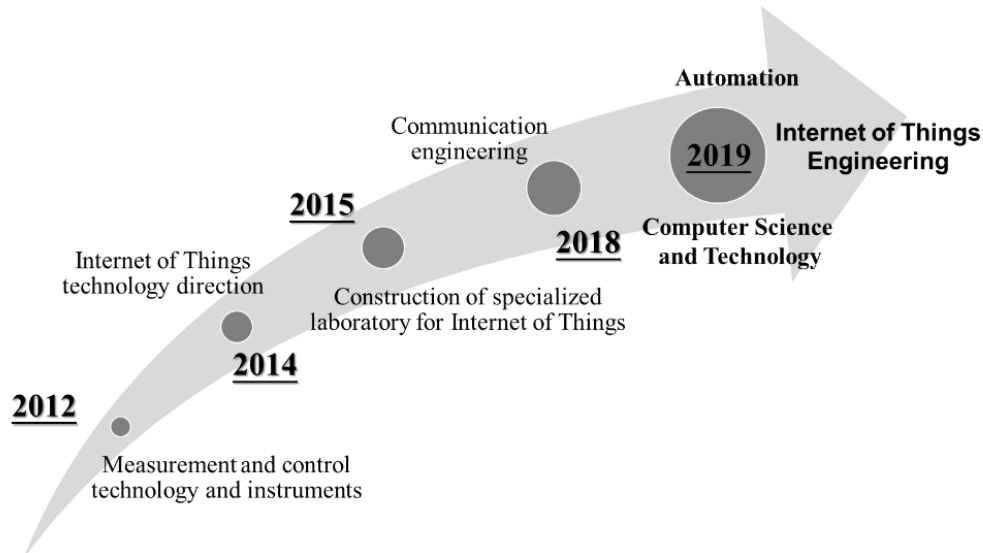 Automation
2019
Internet of Things
Engineering
Computer Science
and Technology
Communication
engineering
2018
2015
Construction of specialized
laboratory for Internet of Things
Internet of Things
technology direction
2014
2012
Measurement and control
technology and instruments